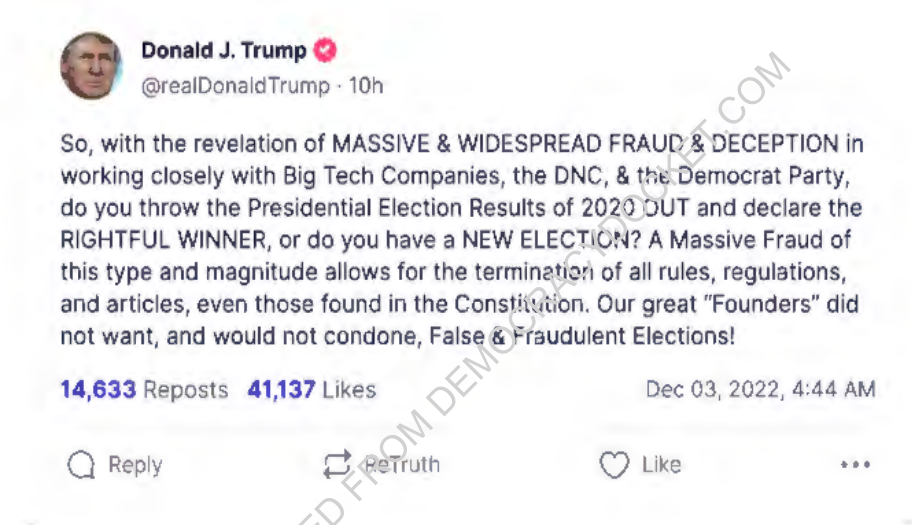 Donald J. Trump
@realDonaldTrump · 10h
So, with the revelation of MASSIVE & WIDESPREAD FRAUD & DECEPTION in
working closely with Big Tech Companies, the DNC, & the Democrat Party,
do you throw the Presidential Election Results of 2020 OUT and declare the
RIGHTFUL WINNER, or do you have a NEW ELECTION? A Massive Fraud of
this type and magnitude allows for the termination of all rules, regulations,
and articles, even those found in the Constitution. Our great "Founders" did
not want, and would not condone, False & Fraudulent Elections!
14,633 Reposts 41,137 Likes Dec 03, 2022, 4:44 AM
Reply ReTruth Like
FROM DEMOCRACYDOCKET.COM